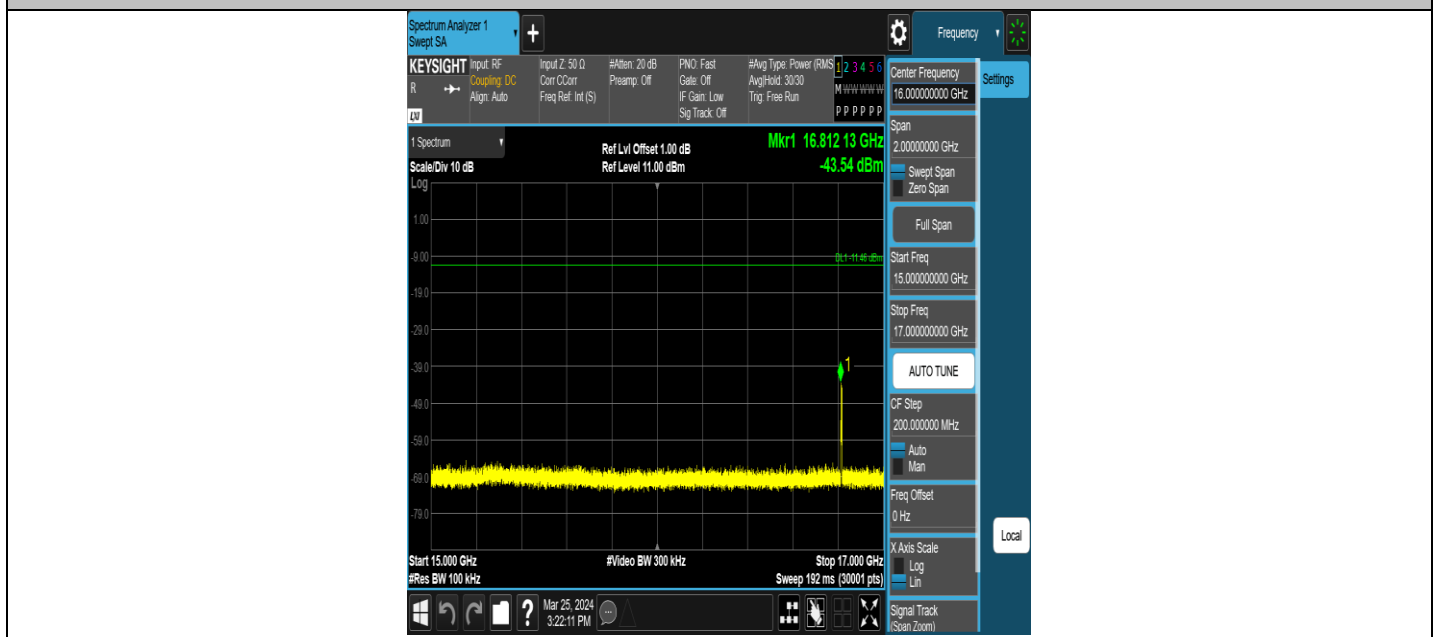 Spectrum Analyzer 1
Swept SA
Frequency
KEYSIGHT
R
LXI
Input: RF
Coupling: DC
Align: Auto
Input Z: 50 Ω
Corr CCorr
Freq Ref: Int (S)
#Atten: 20 dB
Preamp: Off
PNO: Fast
Gate: Off
IF Gain: Low
Sig Track: Off
#Avg Type: Power (RMS
Avg|Hold: 30/30
Trig: Free Run
1 2 3 4 5 6
M W W W W W
P P P P P P
Center Frequency
16.000000000 GHz
Settings
1 Spectrum
Scale/Div 10 dB
Ref Lvl Offset 1.00 dB
Ref Level 11.00 dBm
Mkr1 16.812 13 GHz
-43.54 dBm
Span
2.00000000 GHz
Swept Span
Zero Span
Full Span
Log
1.00
-9.00
-19.0
-29.0
-39.0
-49.0
-59.0
-69.0
-79.0
DL1 -11.46 dBm
1
Start Freq
15.000000000 GHz
Stop Freq
17.000000000 GHz
AUTO TUNE
CF Step
200.000000 MHz
Auto
Man
Freq Offset
0 Hz
Local
X Axis Scale
Log
Lin
Signal Track
(Span Zoom)
Start 15.000 GHz
#Res BW 100 kHz
#Video BW 300 kHz
Stop 17.000 GHz
Sweep 192 ms (30001 pts)
?
Mar 25, 2024
3:22:11 PM